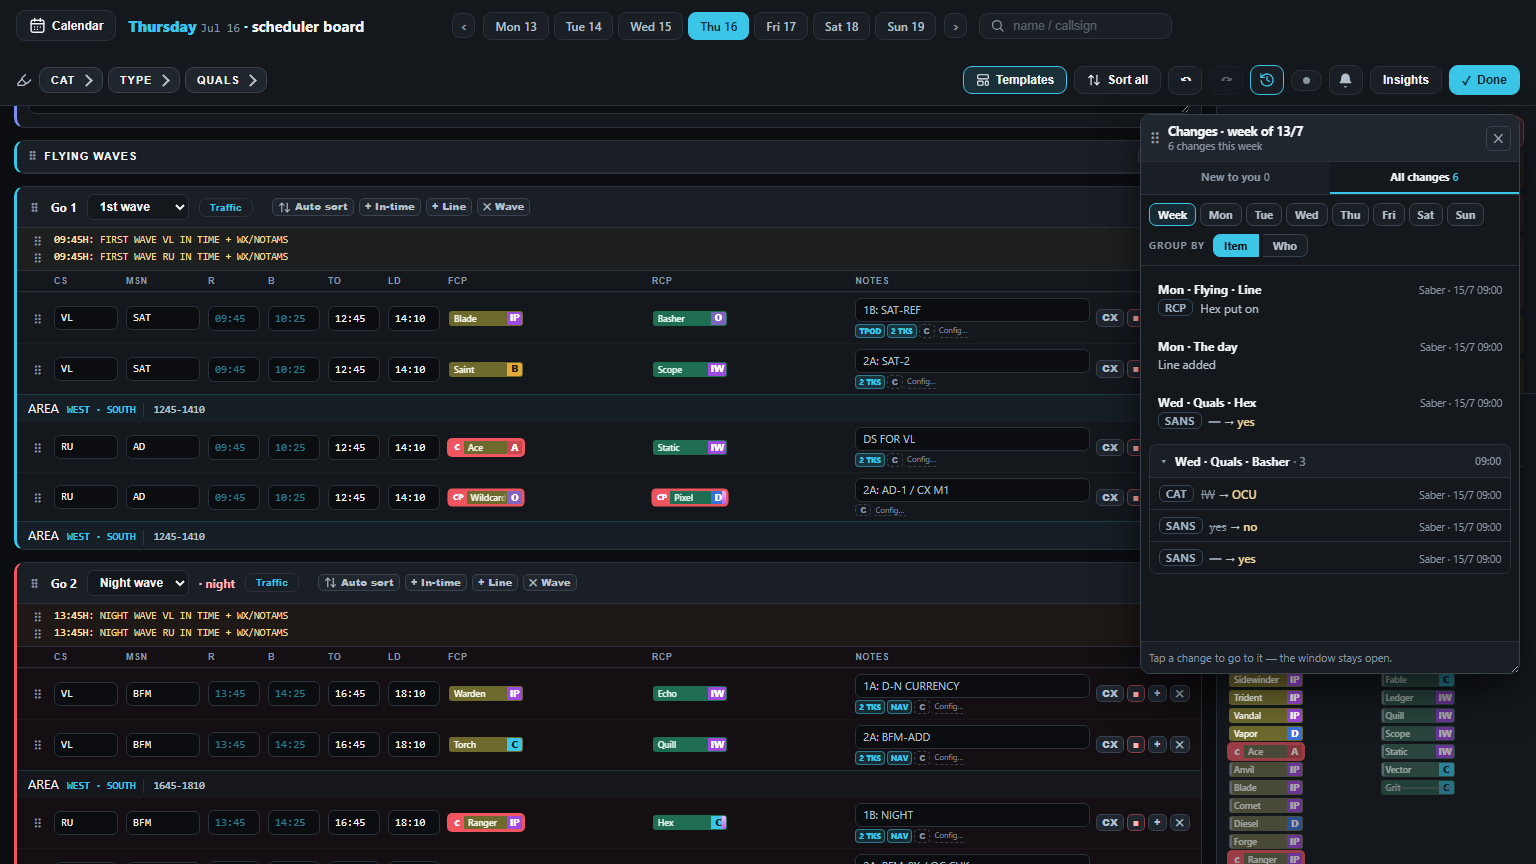 Calendar
Thursday Jul 16 · scheduler board
‹ Mon 13 Tue 14 Wed 15 Thu 16 Fri 17 Sat 18 Sun 19 ›
name / callsign
CAT TYPE QUALS
Templates Sort all Insights ✓ Done
FLYING WAVES
Go 1 1st wave Traffic Auto sort + In-time + Line ✕ Wave
09:45H: FIRST WAVE VL IN TIME + WX/NOTAMS
09:45H: FIRST WAVE RU IN TIME + WX/NOTAMS
CS MSN R B TO LD FCP RCP NOTES
VL SAT 09:45 10:25 12:45 14:10 Blade IP Basher O 1B: SAT-REF CX
TPOD 2 TKS C Config...
VL SAT 09:45 10:25 12:45 14:10 Saint B Scope IW 2A: SAT-2 CX
2 TKS C Config...
AREA WEST · SOUTH 1245-1410
RU AD 09:45 10:25 12:45 14:10 C Ace A Static IW DS FOR VL CX
2 TKS C Config...
RU AD 09:45 10:25 12:45 14:10 CP Wildcard O CP Pixel D 2A: AD-1 / CX M1 CX
C Config...
AREA WEST · SOUTH 1245-1410
Go 2 Night wave · night Traffic Auto sort + In-time + Line ✕ Wave
13:45H: NIGHT WAVE VL IN TIME + WX/NOTAMS
13:45H: NIGHT WAVE RU IN TIME + WX/NOTAMS
CS MSN R B TO LD FCP RCP NOTES
VL BFM 13:45 14:25 16:45 18:10 Warden IP Echo IW 1A: D-N CURRENCY CX + ✕
2 TKS NAV C Config...
VL BFM 13:45 14:25 16:45 18:10 Torch C Quill IW 2A: BFM-ADD CX + ✕
2 TKS NAV C Config...
AREA WEST · SOUTH 1645-1810
RU BFM 13:45 14:25 16:45 18:10 C Ranger IP Hex C 1B: NIGHT CX + ✕
2 TKS NAV C Config...
Changes · week of 13/7
6 changes this week
New to you 0 All changes 6
Week Mon Tue Wed Thu Fri Sat Sun
GROUP BY Item Who
Mon · Flying · Line Saber · 15/7 09:00
RCP Hex put on
Mon · The day Saber · 15/7 09:00
Line added
Wed · Quals · Hex Saber · 15/7 09:00
SANS — → yes
Wed · Quals · Basher · 3 09:00
CAT IW → OCU Saber · 15/7 09:00
SANS yes → no Saber · 15/7 09:00
SANS — → yes Saber · 15/7 09:00
Tap a change to go to it — the window stays open.
Sidewinder IP Fable C
Trident IP Ledger IW
Vandal IP Quill IW
Vapor D Scope IW
C Ace A Static IW
Anvil IP Vector C
Blade IP Grit C
Comet IP
Diesel D
Forge IP
C Ranger IP